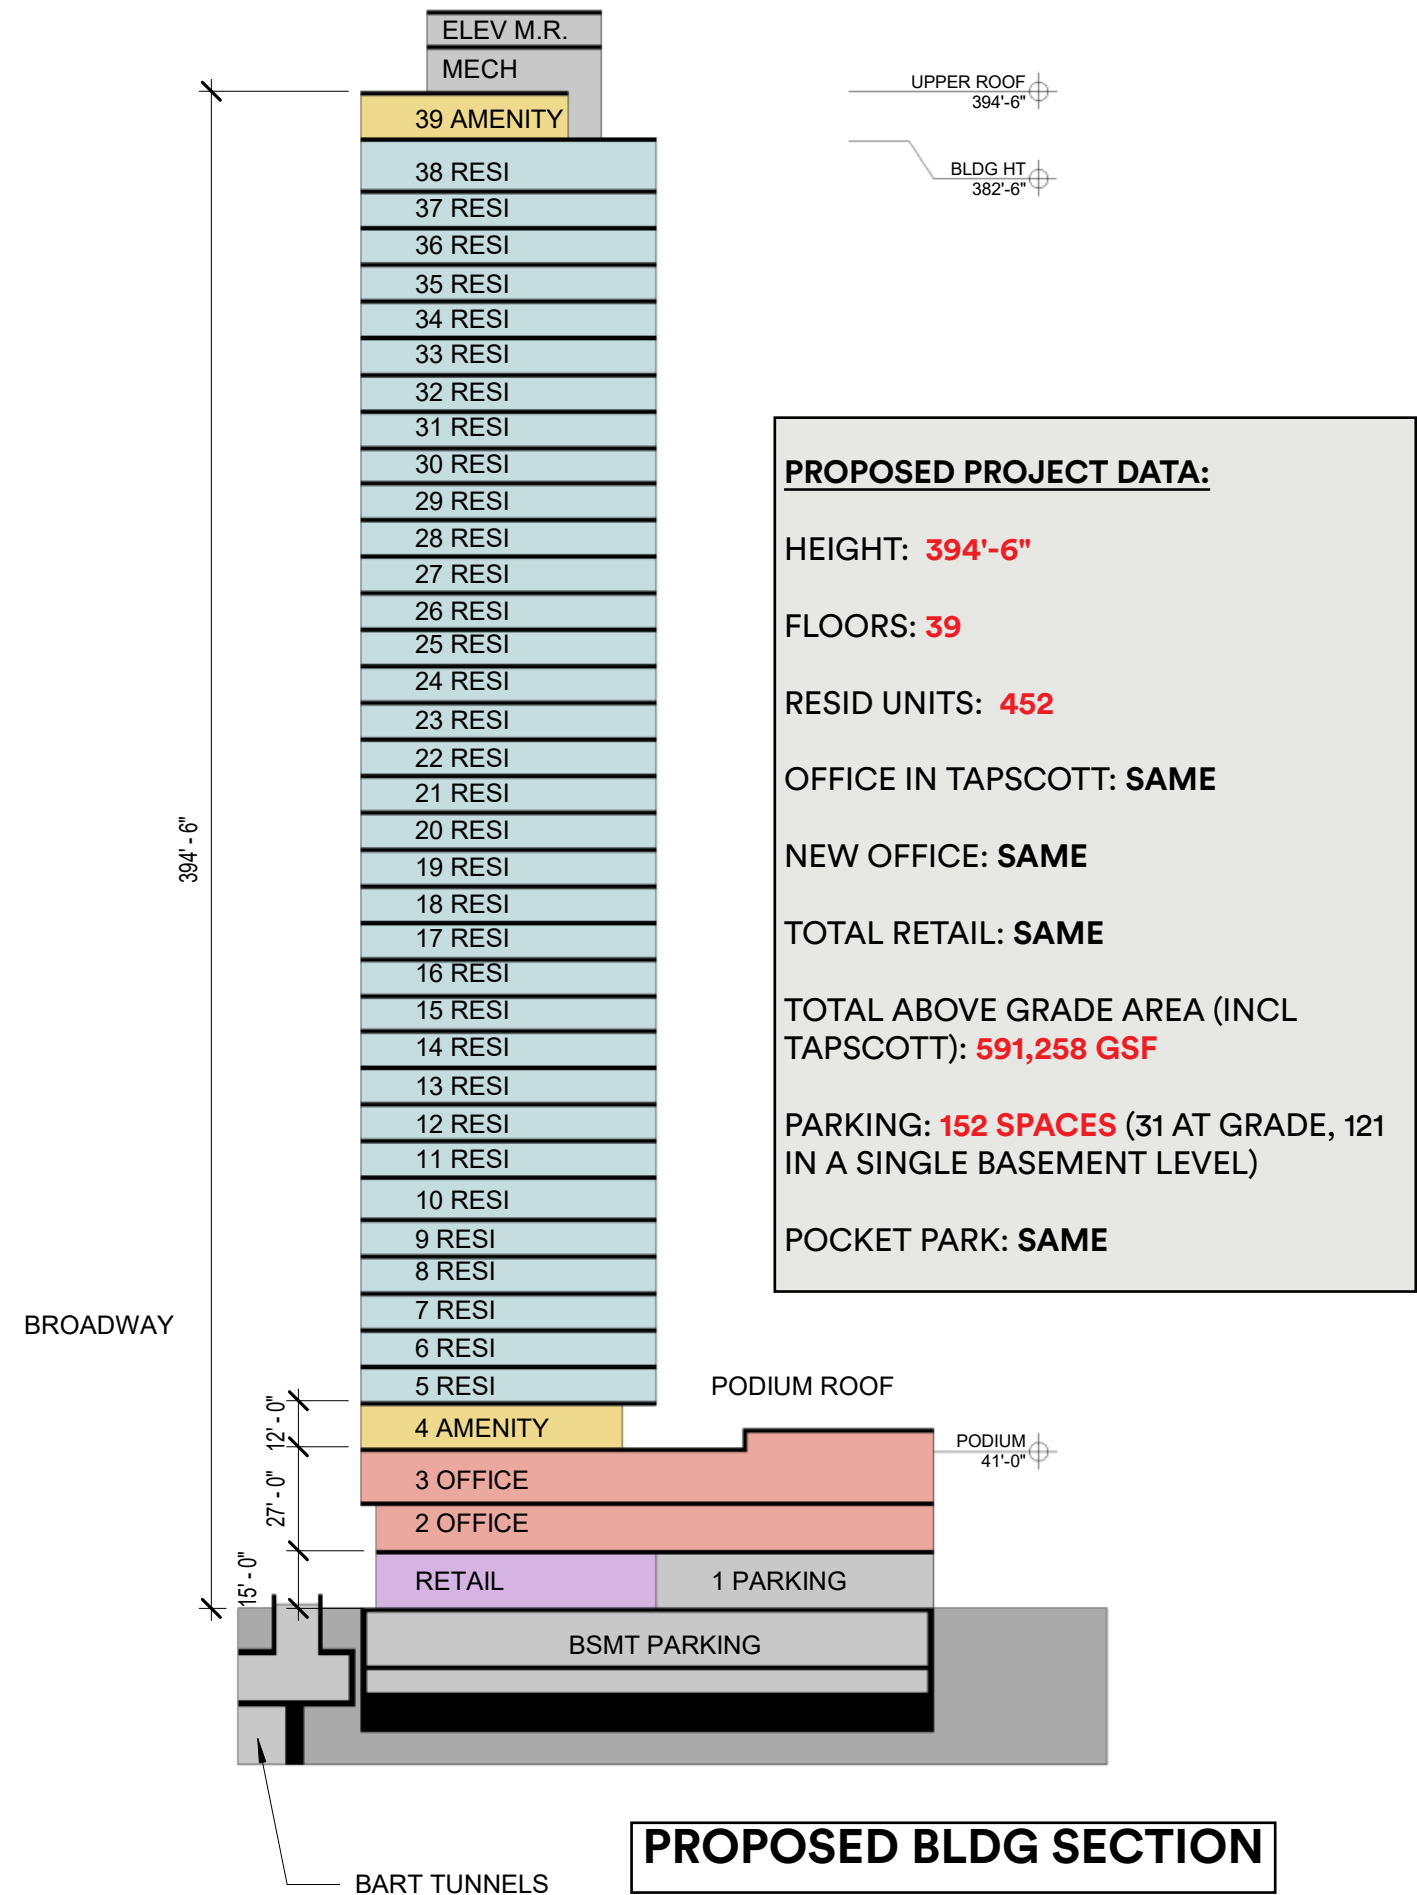 ELEV M.R.
MECH
UPPER ROOF
394'-6"
39 AMENITY
38 RESI
BLDG HT
382'-6"
37 RESI
36 RESI
35 RESI
34 RESI
33 RESI
32 RESI
31 RESI
30 RESI
29 RESI
28 RESI
27 RESI
26 RESI
25 RESI
24 RESI
23 RESI
22 RESI
21 RESI
20 RESI
19 RESI
18 RESI
17 RESI
16 RESI
15 RESI
14 RESI
13 RESI
12 RESI
11 RESI
10 RESI
9 RESI
8 RESI
7 RESI
6 RESI
5 RESI
4 AMENITY
3 OFFICE
2 OFFICE
RETAIL
1 PARKING
BSMT PARKING
394' - 6"
12' - 0"
27' - 0"
15' - 0"
BROADWAY
PODIUM ROOF
PODIUM
41'-0"
BART TUNNELS
PROPOSED PROJECT DATA:
HEIGHT: 394'-6"
FLOORS: 39
RESID UNITS: 452
OFFICE IN TAPSCOTT: SAME
NEW OFFICE: SAME
TOTAL RETAIL: SAME
TOTAL ABOVE GRADE AREA (INCL
TAPSCOTT): 591,258 GSF
PARKING: 152 SPACES (31 AT GRADE, 121
IN A SINGLE BASEMENT LEVEL)
POCKET PARK: SAME
PROPOSED BLDG SECTION